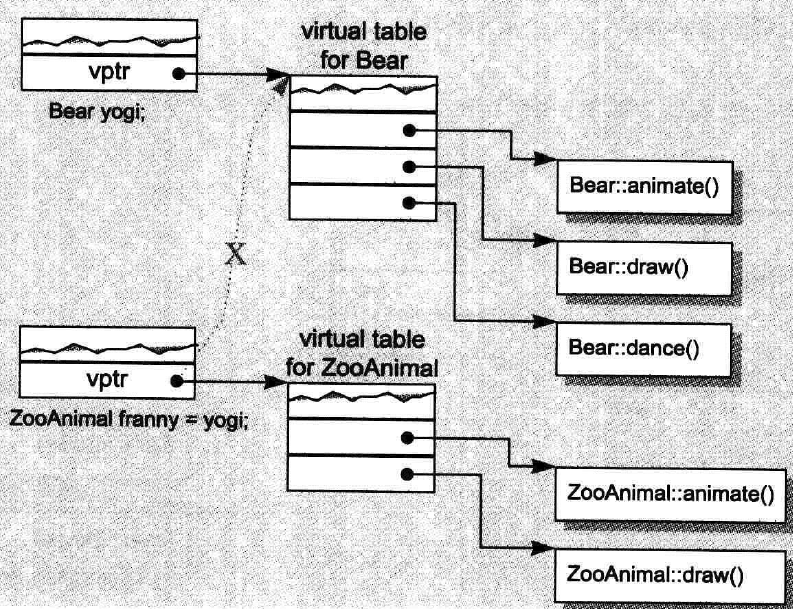 virtual table
for Bear
vptr
Bear yogi;
Bear::animate()
Bear::draw()
Bear::dance()
X
virtual table
for ZooAnimal
vptr
ZooAnimal franny = yogi;
ZooAnimal::animate()
ZooAnimal::draw()